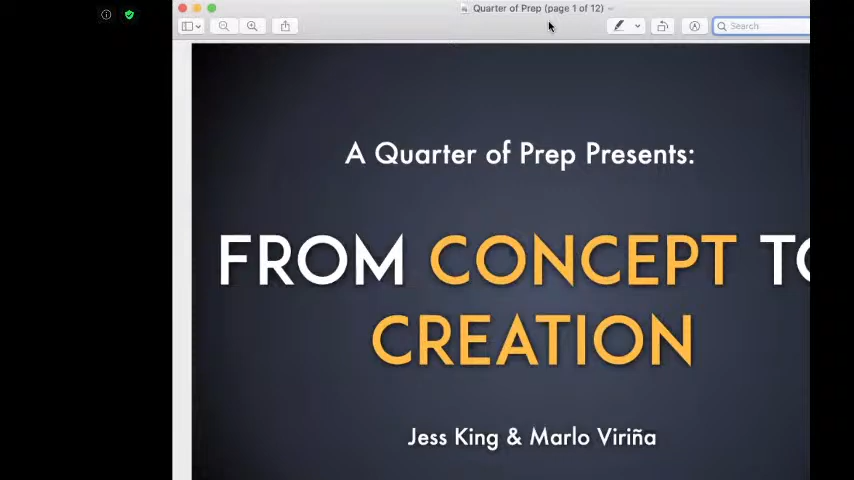 Quarter of Prep (page 1 of 12)
Search
A Quarter of Prep Presents:
FROM CONCEPT TO
CREATION
Jess King & Marlo Viriña